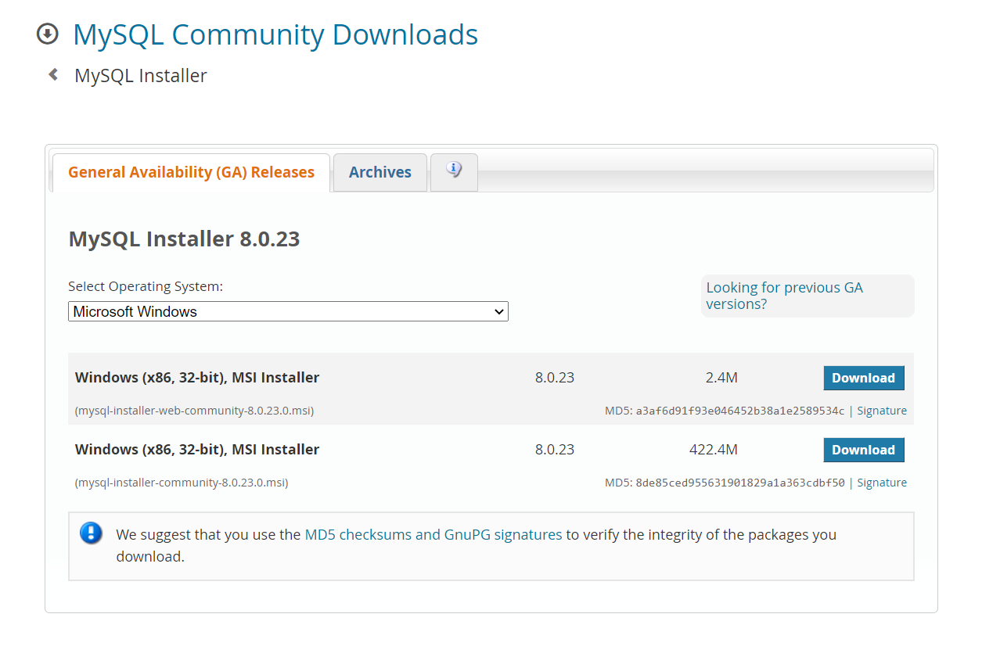 MySQL Community Downloads
MySQL Installer
General Availability (GA) Releases
Archives
MySQL Installer 8.0.23
Select Operating System:
Microsoft Windows
Looking for previous GA
versions?
Windows (x86, 32-bit), MSI Installer 8.0.23 2.4M Download
(mysql-installer-web-community-8.0.23.0.msi) MD5: a3af6d91f93e046452b38a1e2589534c | Signature
Windows (x86, 32-bit), MSI Installer 8.0.23 422.4M Download
(mysql-installer-community-8.0.23.0.msi) MD5: 8de85ced955631901829a1a363cdbf50 | Signature
We suggest that you use the MD5 checksums and GnuPG signatures to verify the integrity of the packages you
download.